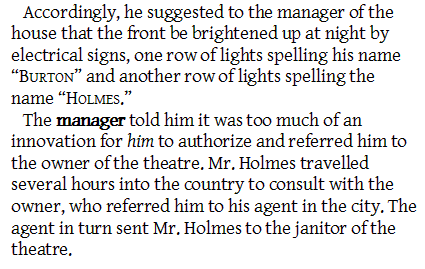 Accordingly, he suggested to the manager of the
house that the front be brightened up at night by
electrical signs, one row of lights spelling his name
“BURTON” and another row of lights spelling the
name “HOLMES.”
The manager told him it was too much of an
innovation for him to authorize and referred him to
the owner of the theatre. Mr. Holmes travelled
several hours into the country to consult with the
owner, who referred him to his agent in the city. The
agent in turn sent Mr. Holmes to the janitor of the
theatre.